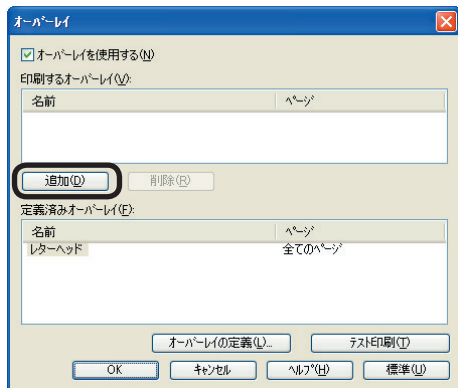 オーバーレイ
オーバーレイを使用する(N)
印刷するオーバーレイ(V):
名前 ページ
追加(D) 削除(R)
定義済みオーバーレイ(F):
名前 ページ
レターヘッド 全てのページ
オーバーレイの定義(L)... テスト印刷(T)
OK キャンセル ヘルプ(H) 標準(U)